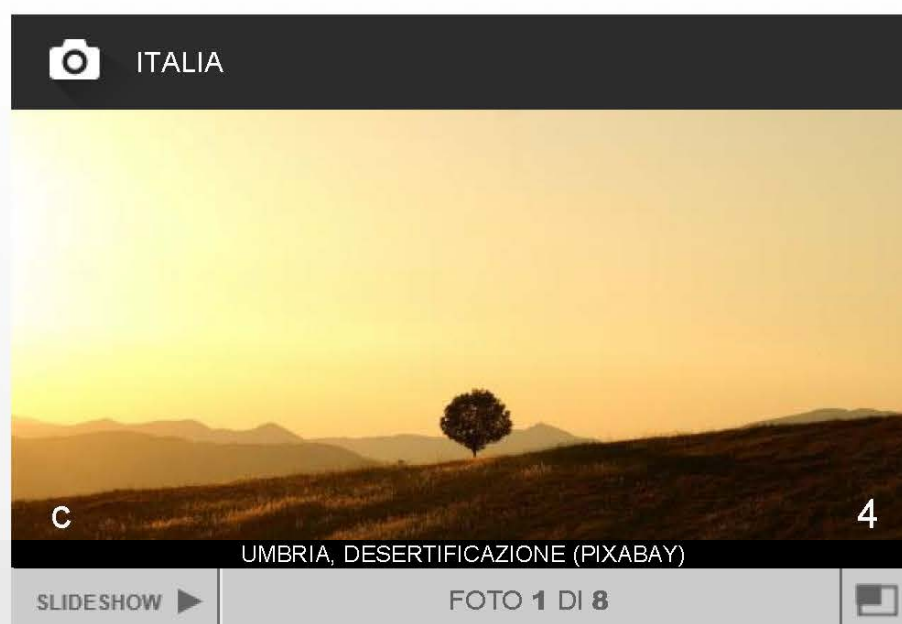 ITALIA
c 4
UMBRIA, DESERTIFICAZIONE (PIXABAY)
SLIDESHOW FOTO 1 DI 8